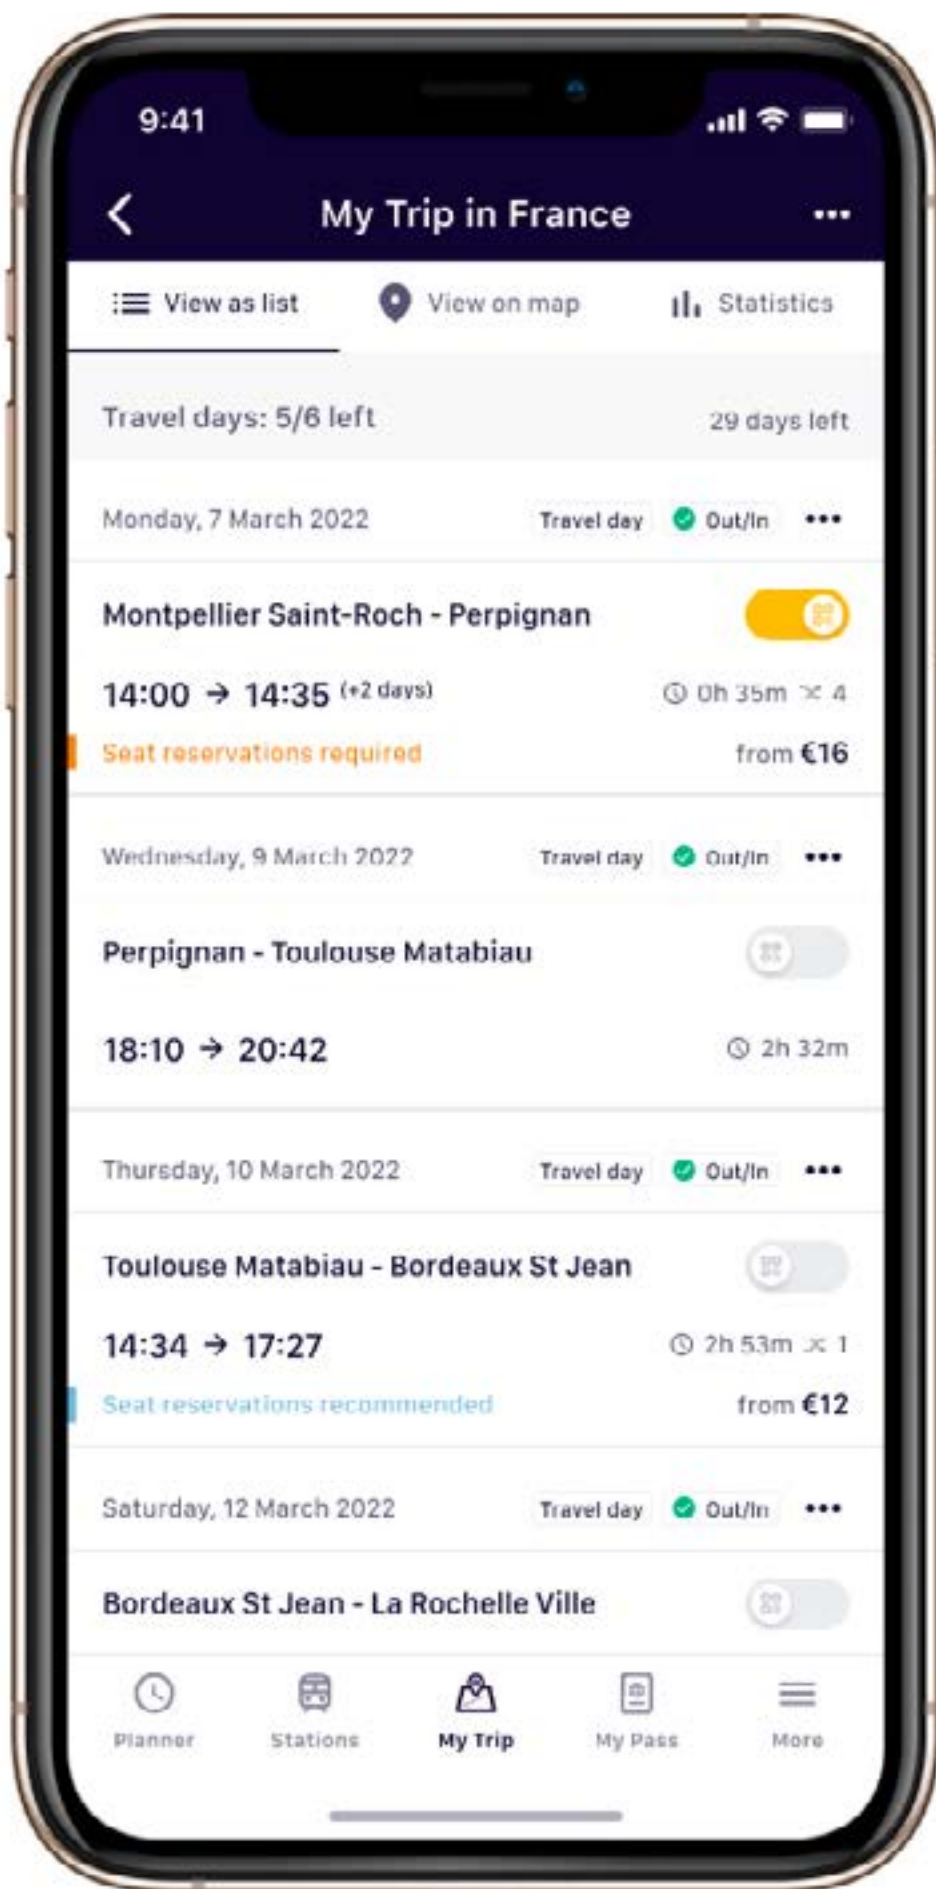 9:41
My Trip in France
View as list View on map Statistics
Travel days: 5/6 left 29 days left
Monday, 7 March 2022 Travel day Out/In
Montpellier Saint-Roch - Perpignan
14:00 → 14:35 (+2 days) 0h 35m 4
Seat reservations required from €16
Wednesday, 9 March 2022 Travel day Out/In
Perpignan - Toulouse Matabiau
18:10 → 20:42 2h 32m
Thursday, 10 March 2022 Travel day Out/In
Toulouse Matabiau - Bordeaux St Jean
14:34 → 17:27 2h 53m 1
Seat reservations recommended from €12
Saturday, 12 March 2022 Travel day Out/In
Bordeaux St Jean - La Rochelle Ville
Planner Stations My Trip My Pass More